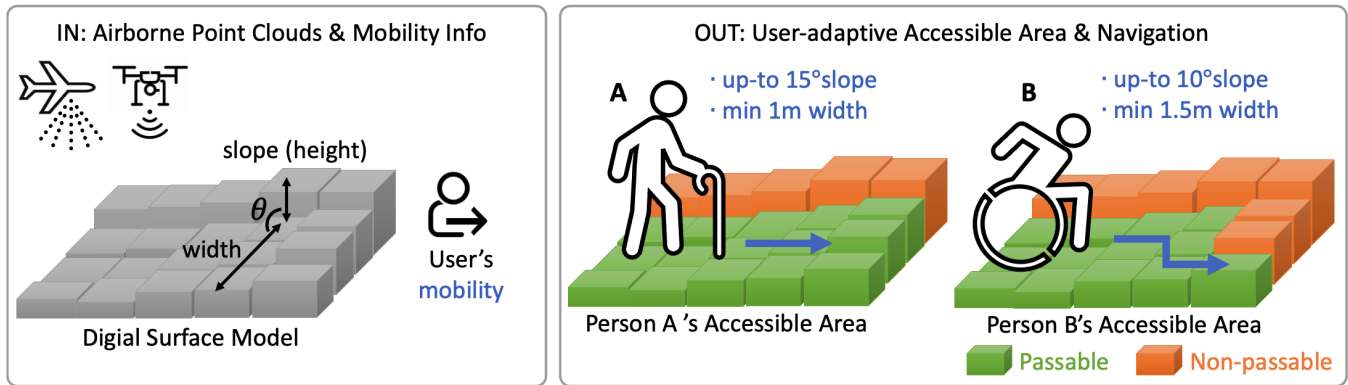 IN: Airborne Point Clouds & Mobility Info
slope (height)
θ
width
User's
mobility
Digial Surface Model
OUT: User-adaptive Accessible Area & Navigation
A
· up-to 15°slope
· min 1m width
B
· up-to 10°slope
· min 1.5m width
Person A 's Accessible Area
Person B's Accessible Area
Passable
Non-passable